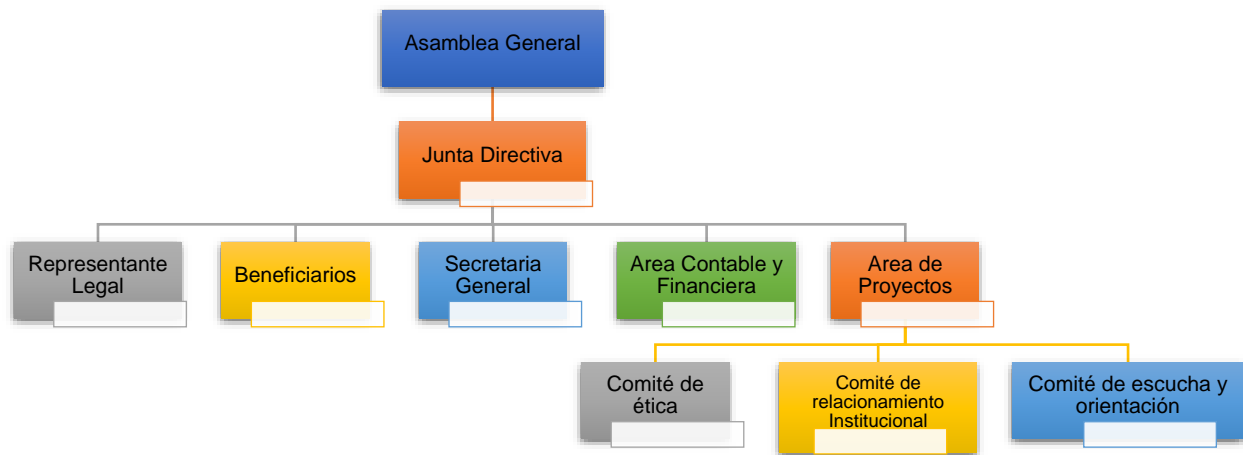 Asamblea General
Junta Directiva
Representante
Legal
Beneficiarios
Secretaria
General
Area Contable y
Financiera
Area de
Proyectos
Comité de
ética
Comité de
relacionamiento
Institucional
Comité de escucha y
orientación